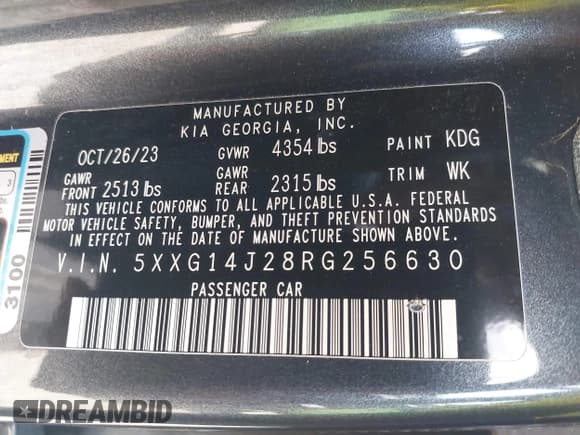 MANUFACTURED BY
KIA GEORGIA, INC.
OCT/26/23 GVWR 4354 lbs PAINT KDG
GAWR FRONT 2513 lbs GAWR REAR 2315 lbs TRIM WK
THIS VEHICLE CONFORMS TO ALL APPLICABLE U.S.A. FEDERAL
MOTOR VEHICLE SAFETY, BUMPER, AND THEFT PREVENTION STANDARDS
IN EFFECT ON THE DATE OF MANUFACTURE SHOWN ABOVE.
V.I.N. 5XXG14J28RG256630
PASSENGER CAR
3100
DREAMBID